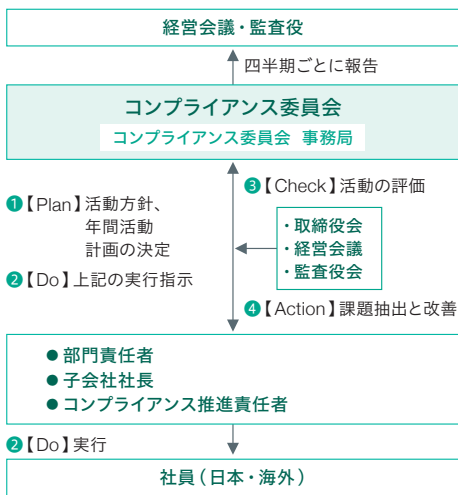 経営会議・監査役
四半期ごとに報告
コンプライアンス委員会
コンプライアンス委員会 事務局
❶【Plan】活動方針、
年間活動
計画の決定
❷【Do】上記の実行指示
❸【Check】活動の評価
・取締役会
・経営会議
・監査役会
❹【Action】課題抽出と改善
●部門責任者
●子会社社長
●コンプライアンス推進責任者
❷【Do】実行
社員（日本・海外）